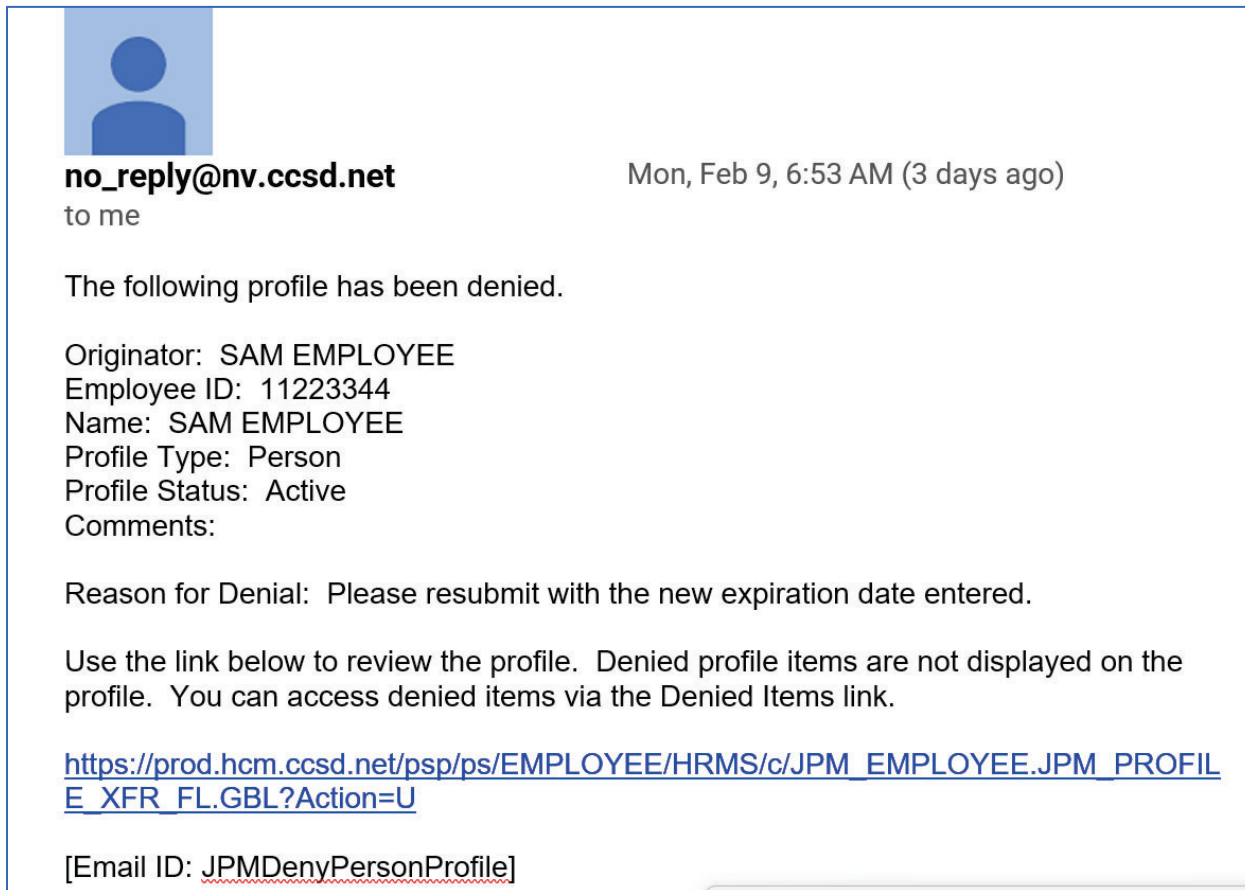 no_reply@nv.ccsd.net Mon, Feb 9, 6:53 AM (3 days ago)
to me
The following profile has been denied.
Originator:  SAM EMPLOYEE
Employee ID:  11223344
Name:  SAM EMPLOYEE
Profile Type:  Person
Profile Status:  Active
Comments:
Reason for Denial:  Please resubmit with the new expiration date entered.
Use the link below to review the profile.  Denied profile items are not displayed on the
profile.  You can access denied items via the Denied Items link.
https://prod.hcm.ccsd.net/psp/ps/EMPLOYEE/HRMS/c/JPM_EMPLOYEE.JPM_PROFIL
E_XFR_FL.GBL?Action=U
[Email ID: JPMDenyPersonProfile]